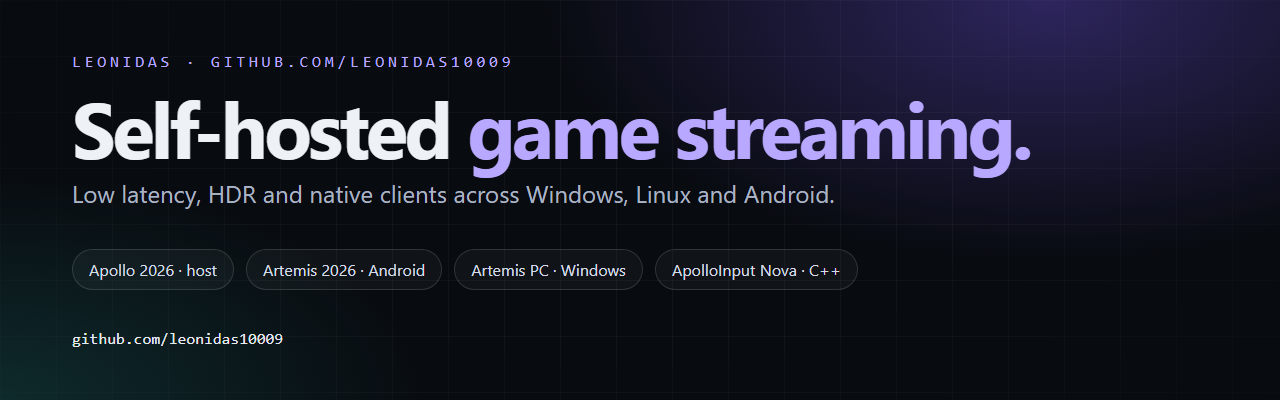 LEONIDAS · GITHUB.COM/LEONIDAS10009
Self-hosted game streaming.
Low latency, HDR and native clients across Windows, Linux and Android.
Apollo 2026 · host
Artemis 2026 · Android
Artemis PC · Windows
ApolloInput Nova · C++
github.com/leonidas10009